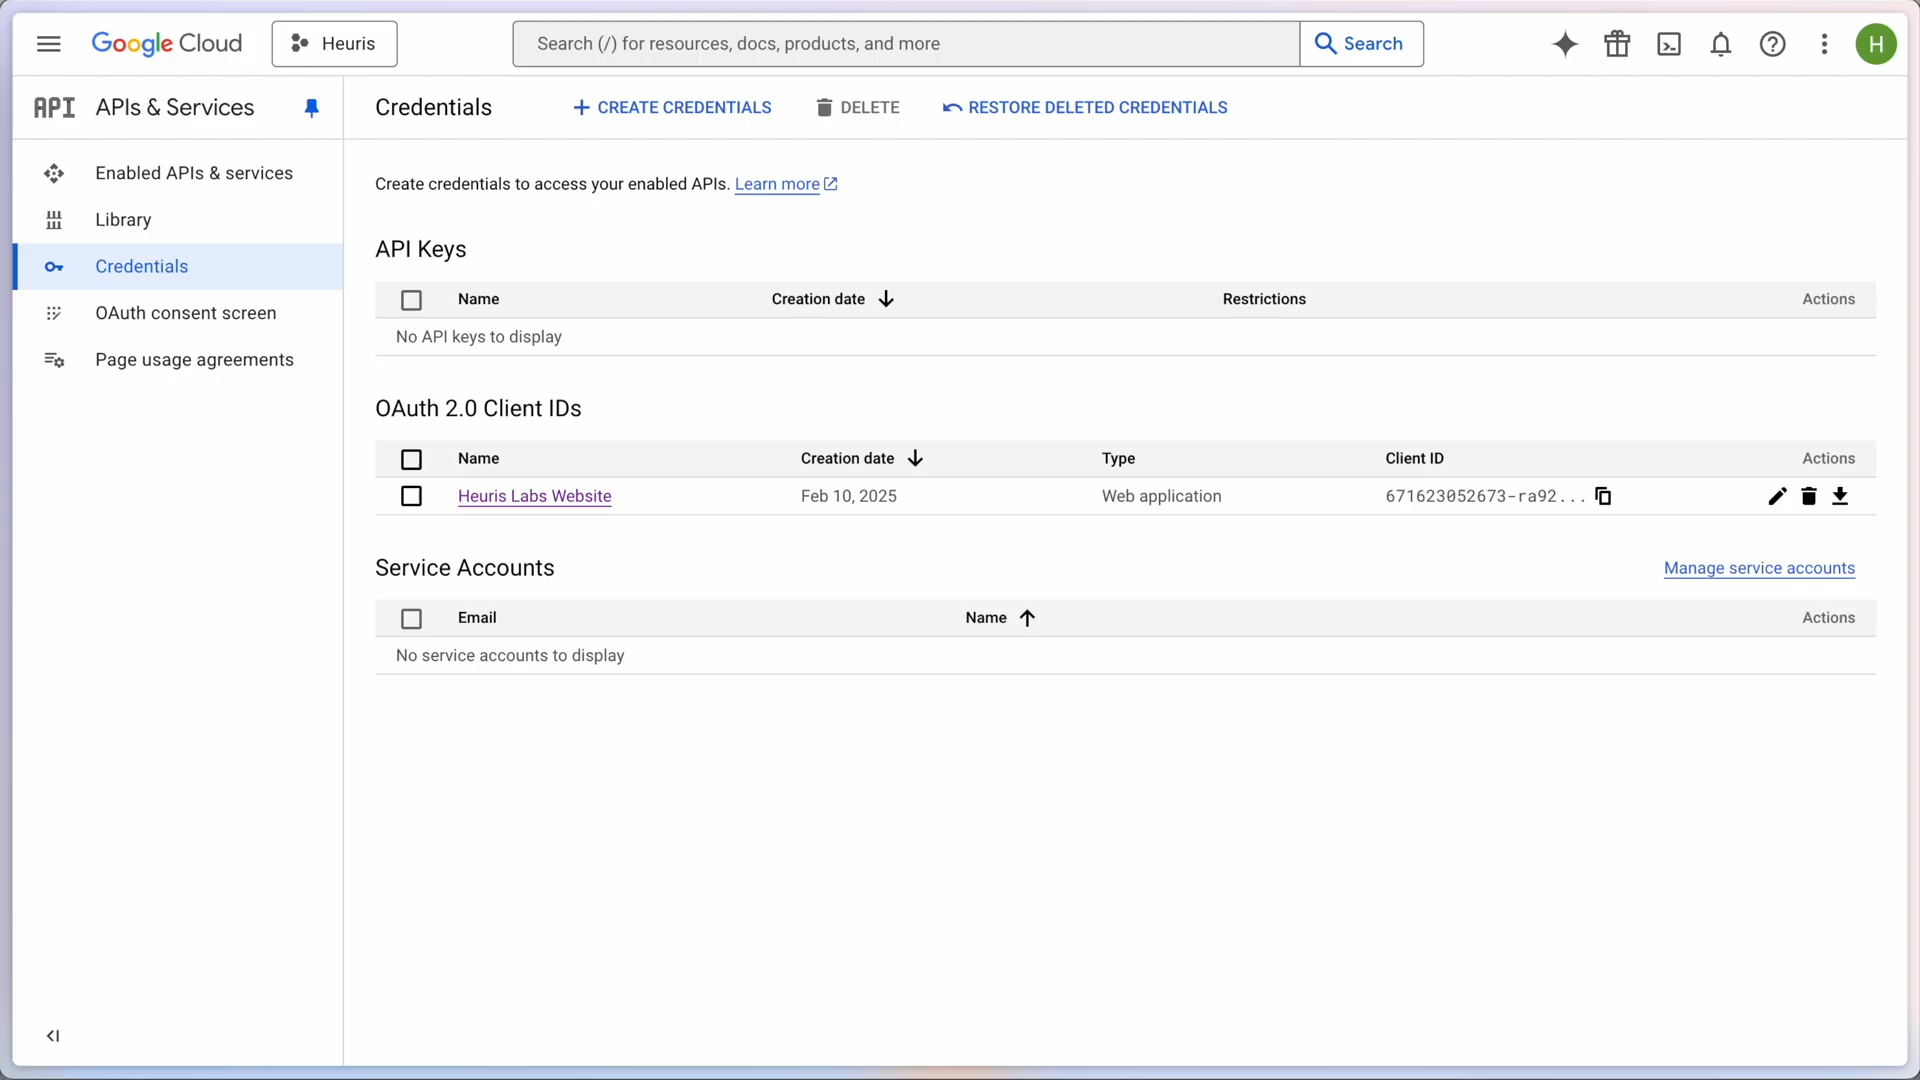 Google Cloud
Heuris
Search (/) for resources, docs, products, and more
Search
H
API APIs & Services
Credentials
CREATE CREDENTIALS
DELETE
RESTORE DELETED CREDENTIALS
Enabled APIs & services
Library
Credentials
OAuth consent screen
Page usage agreements
Create credentials to access your enabled APIs. Learn more
API Keys
Name Creation date Restrictions Actions
No API keys to display
OAuth 2.0 Client IDs
Name Creation date Type Client ID Actions
Heuris Labs Website Feb 10, 2025 Web application 671623052673-ra92...
Service Accounts Manage service accounts
Email Name Actions
No service accounts to display